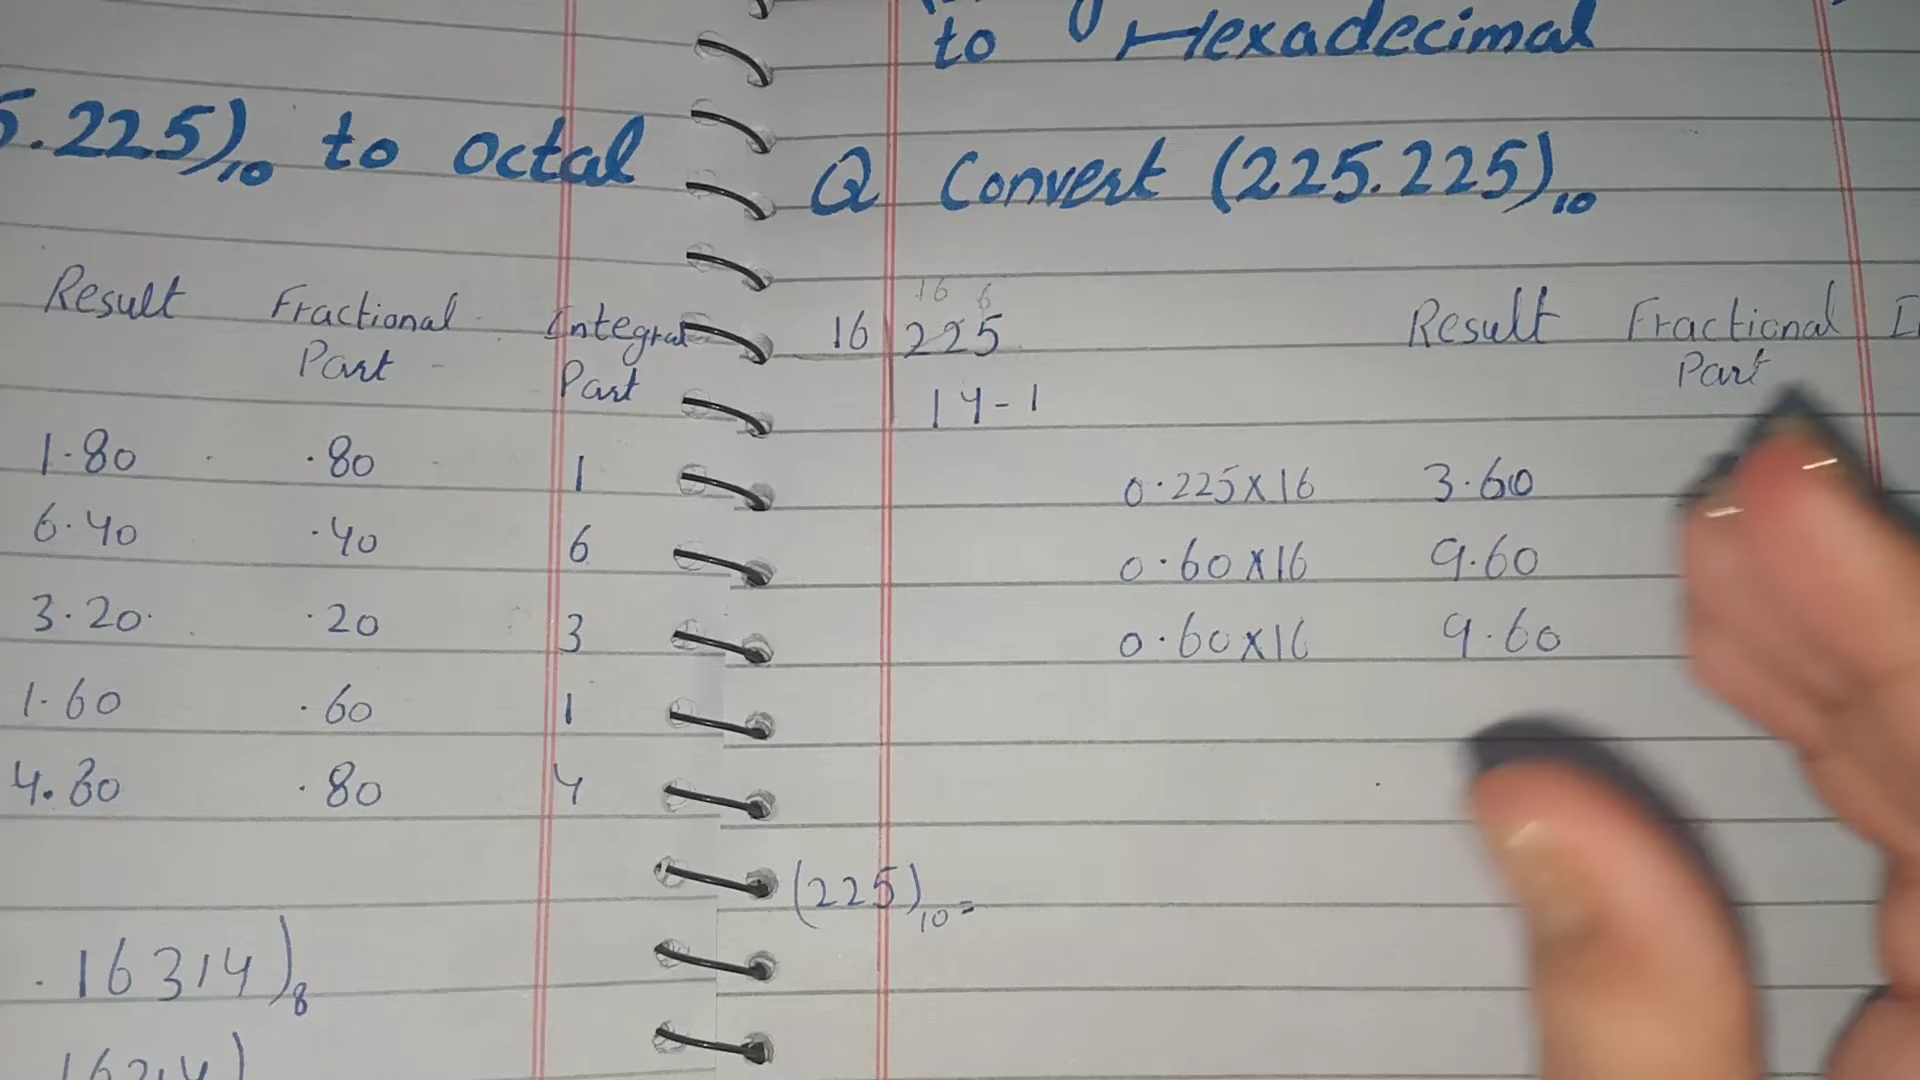 5.225)10 to Octal
Result Fractional Part Integral Part
1.80 .80 1
6.40 .40 6
3.20 .20 3
1.60 .60 1
4.80 .80 4
.16314)8
to Hexadecimal
Q Convert (225.225)10
16 6
16 225
14-1
Result Fractional Part
0.225x16 3.60
0.60x16 9.60
0.60x16 9.60
(225)10=